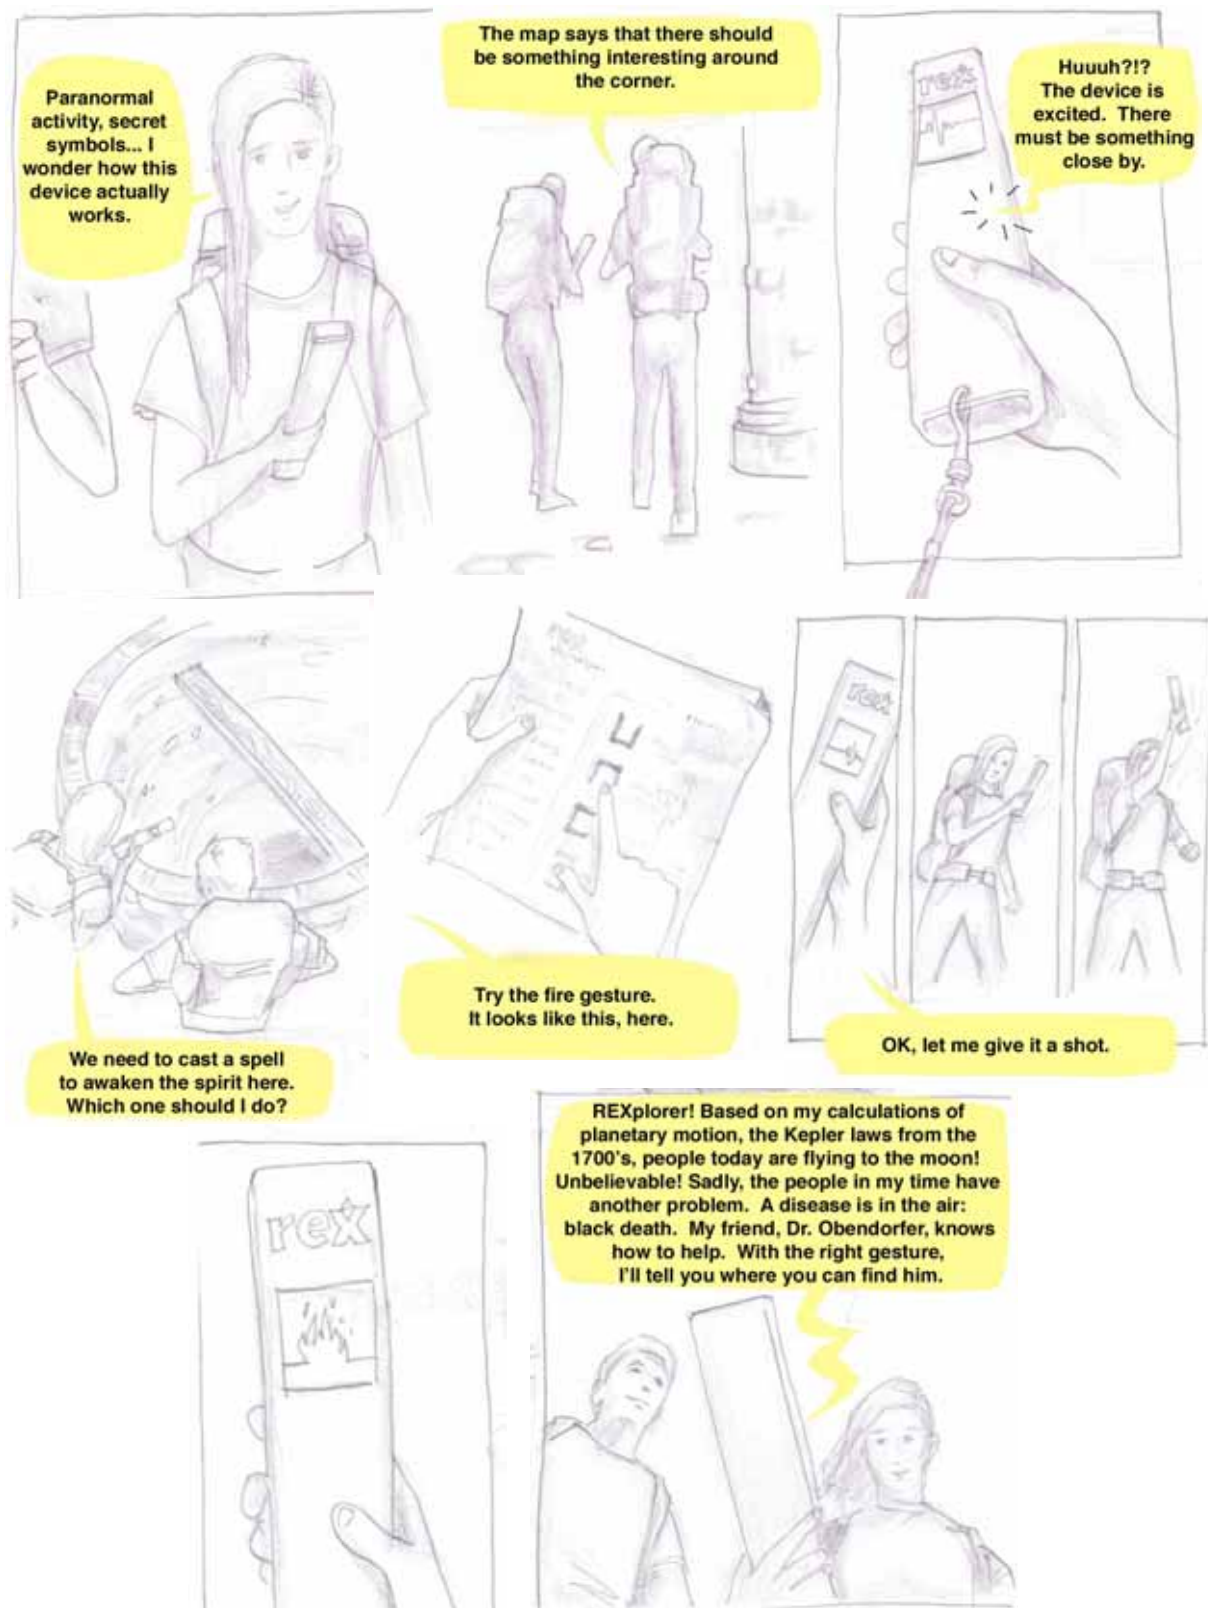 Paranormal
activity, secret
symbols... I
wonder how this
device actually
works.
The map says that there should
be something interesting around
the corner.
rex
Huuuh?!?
The device is
excited. There
must be something
close by.
We need to cast a spell
to awaken the spirit here.
Which one should I do?
Try the fire gesture.
It looks like this, here.
rex
OK, let me give it a shot.
rex
REXplorer! Based on my calculations of
planetary motion, the Kepler laws from the
1700's, people today are flying to the moon!
Unbelievable! Sadly, the people in my time have
another problem. A disease is in the air:
black death. My friend, Dr. Obendorfer, knows
how to help. With the right gesture,
I'll tell you where you can find him.